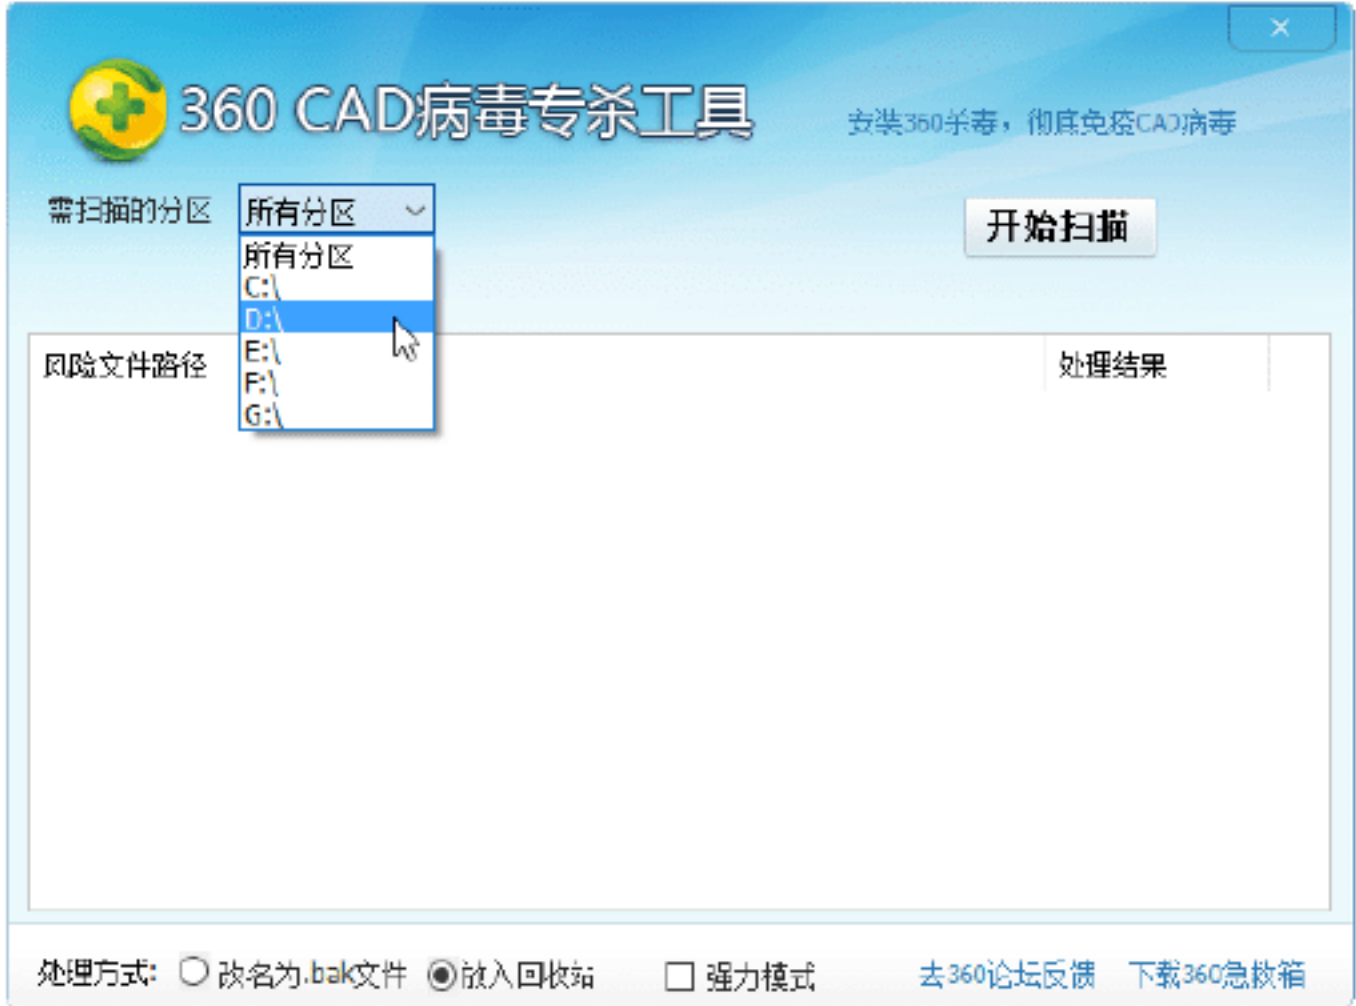 360 CAD病毒专杀工具
安装360杀毒，彻底免疫CAD病毒
需扫描的分区
所有分区
开始扫描
所有分区
C:\
D:\
E:\
F:\
G:\
风险文件路径
处理结果
处理方式: 改名为.bak文件 放入回收站 强力模式 去360论坛反馈 下载360急救箱